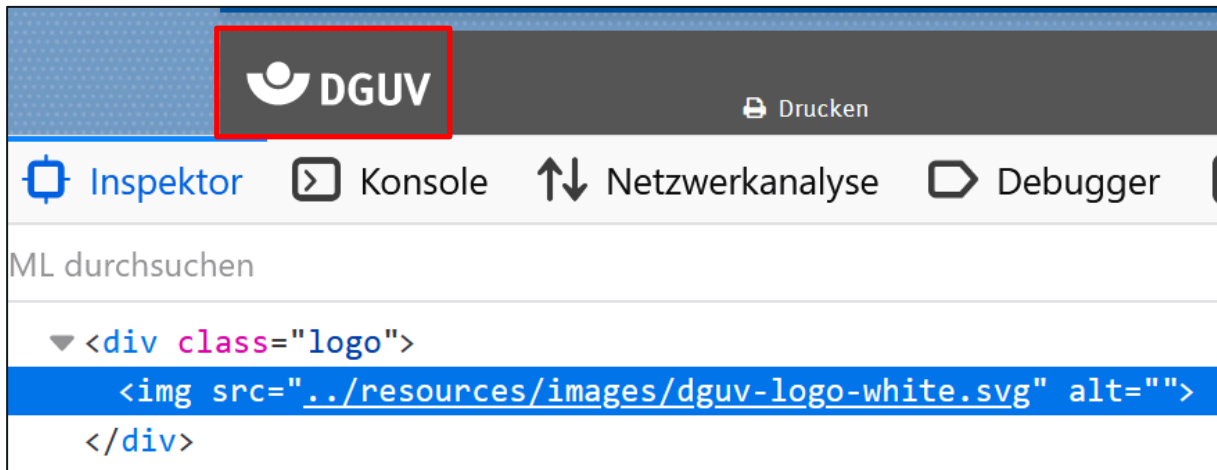 DGUV
Drucken
Inspektor Konsole Netzwerkanalyse Debugger
ML durchsuchen
<div class="logo">
<img src="../resources/images/dguv-logo-white.svg" alt="">
</div>